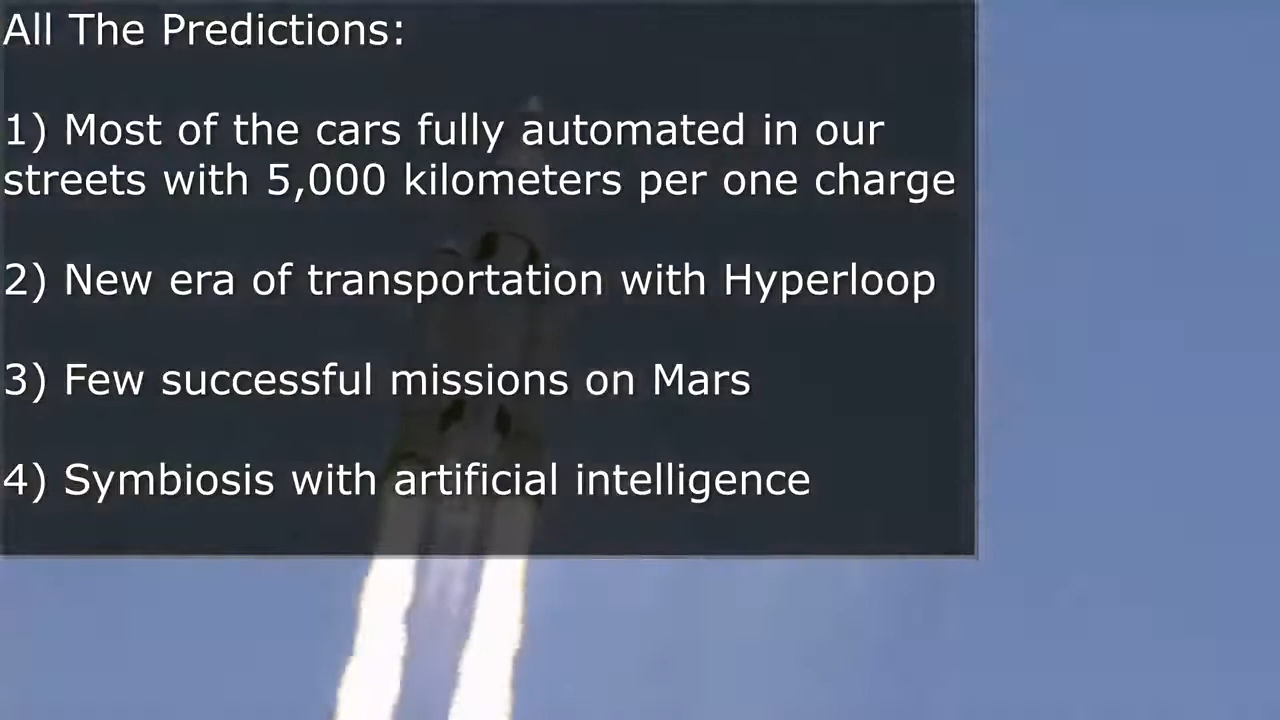 All The Predictions:
1) Most of the cars fully automated in our
streets with 5,000 kilometers per one charge
2) New era of transportation with Hyperloop
3) Few successful missions on Mars
4) Symbiosis with artificial intelligence